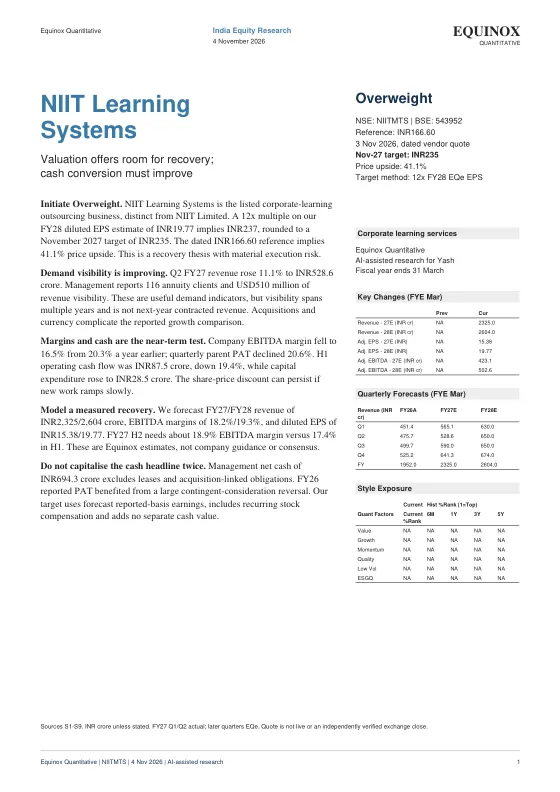 Equinox Quantitative
India Equity Research
4 November 2026
EQUINOX
QUANTITATIVE
NIIT Learning
Systems
Valuation offers room for recovery;
cash conversion must improve
Initiate Overweight. NIIT Learning Systems is the listed corporate-learning
outsourcing business, distinct from NIIT Limited. A 12x multiple on our
FY28 diluted EPS estimate of INR19.77 implies INR237, rounded to a
November 2027 target of INR235. The dated INR166.60 reference implies
41.1% price upside. This is a recovery thesis with material execution risk.
Demand visibility is improving. Q2 FY27 revenue rose 11.1% to INR528.6
crore. Management reports 116 annuity clients and USD510 million of
revenue visibility. These are useful demand indicators, but visibility spans
multiple years and is not next-year contracted revenue. Acquisitions and
currency complicate the reported growth comparison.
Margins and cash are the near-term test. Company EBITDA margin fell to
16.5% from 20.3% a year earlier; quarterly parent PAT declined 20.6%. H1
operating cash flow was INR87.5 crore, down 19.4%, while capital
expenditure rose to INR28.5 crore. The share-price discount can persist if
new work ramps slowly.
Model a measured recovery. We forecast FY27/FY28 revenue of
INR2,325/2,604 crore, EBITDA margins of 18.2%/19.3%, and diluted EPS of
INR15.38/19.77. FY27 H2 needs about 18.9% EBITDA margin versus 17.4%
in H1. These are Equinox estimates, not company guidance or consensus.
Do not capitalise the cash headline twice. Management net cash of
INR694.3 crore excludes leases and acquisition-linked obligations. FY26
reported PAT benefited from a large contingent-consideration reversal. Our
target uses forecast reported-basis earnings, includes recurring stock
compensation and adds no separate cash value.
Overweight
NSE: NIITMTS | BSE: 543952
Reference: INR166.60
3 Nov 2026, dated vendor quote
Nov-27 target: INR235
Price upside: 41.1%
Target method: 12x FY28 EQe EPS
Corporate learning services
Equinox Quantitative
AI-assisted research for Yash
Fiscal year ends 31 March
Key Changes (FYE Mar)
Prev Cur
Revenue - 27E (INR cr) NA 2325.0
Revenue - 28E (INR cr) NA 2604.0
Adj. EPS - 27E (INR) NA 15.38
Adj. EPS - 28E (INR) NA 19.77
Adj. EBITDA - 27E (INR cr) NA 423.1
Adj. EBITDA - 28E (INR cr) NA 502.6
Quarterly Forecasts (FYE Mar)
Revenue (INR FY26A FY27E FY28E
cr)
Q1 451.4 565.1 630.0
Q2 475.7 528.6 650.0
Q3 499.7 590.0 650.0
Q4 525.2 641.3 674.0
FY 1952.0 2325.0 2604.0
Style Exposure
Current Hist %Rank (1=Top)
Quant Factors Current 6M 1Y 3Y 5Y
%Rank
Value NA NA NA NA NA
Growth NA NA NA NA NA
Momentum NA NA NA NA NA
Quality NA NA NA NA NA
Low Vol NA NA NA NA NA
ESGQ NA NA NA NA NA
Sources S1-S9. INR crore unless stated. FY27 Q1/Q2 actual; later quarters EQe. Quote is not live or an independently verified exchange close.
Equinox Quantitative | NIITMTS | 4 Nov 2026 | AI-assisted research
1